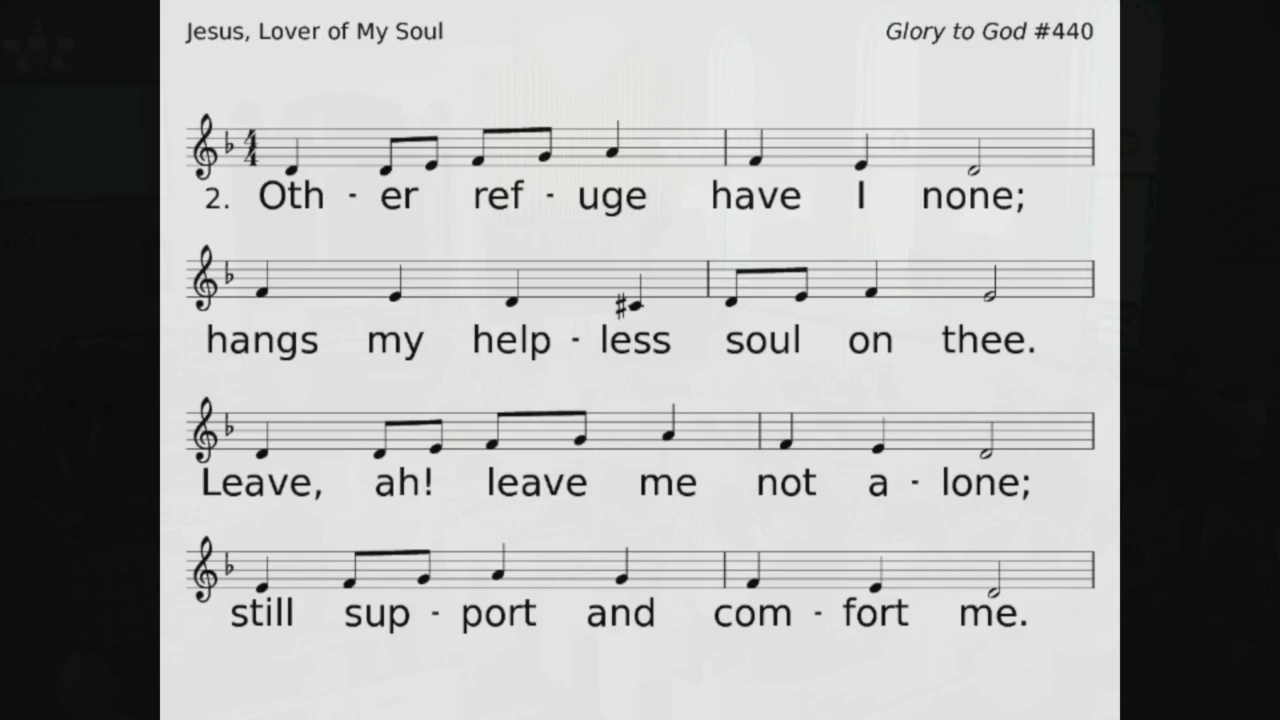 Jesus, Lover of My Soul
Glory to God #440
2. Oth - er ref - uge have I none;
hangs my help - less soul on thee.
Leave, ah! leave me not a - lone;
still sup - port and com - fort me.